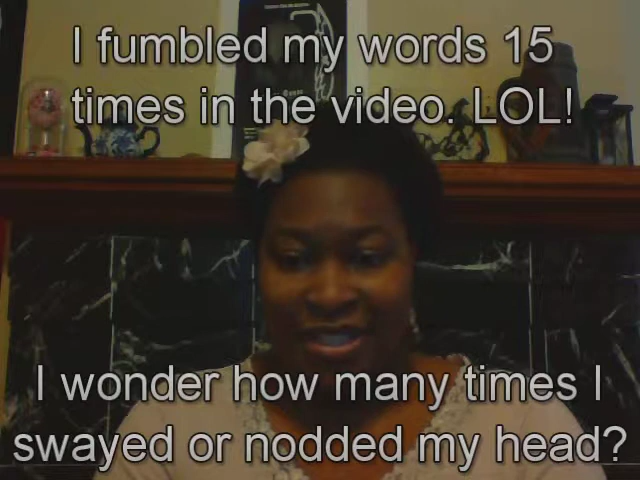 I fumbled my words 15
times in the video. LOL!
I wonder how many times I
swayed or nodded my head?